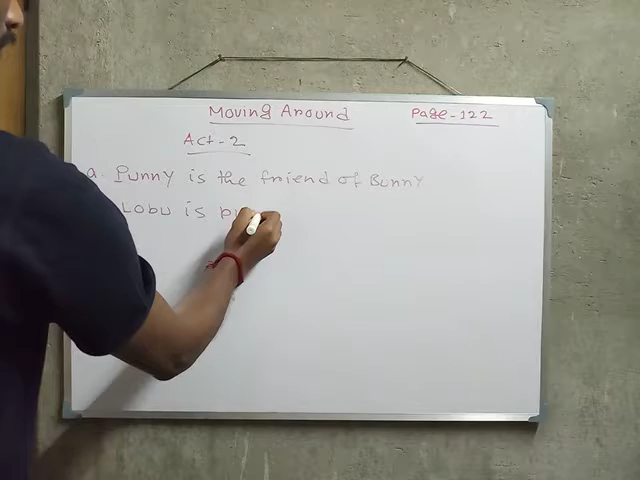 Moving Around Page-122
Act-2
a. Punny is the friend of Bunny
Lobu is